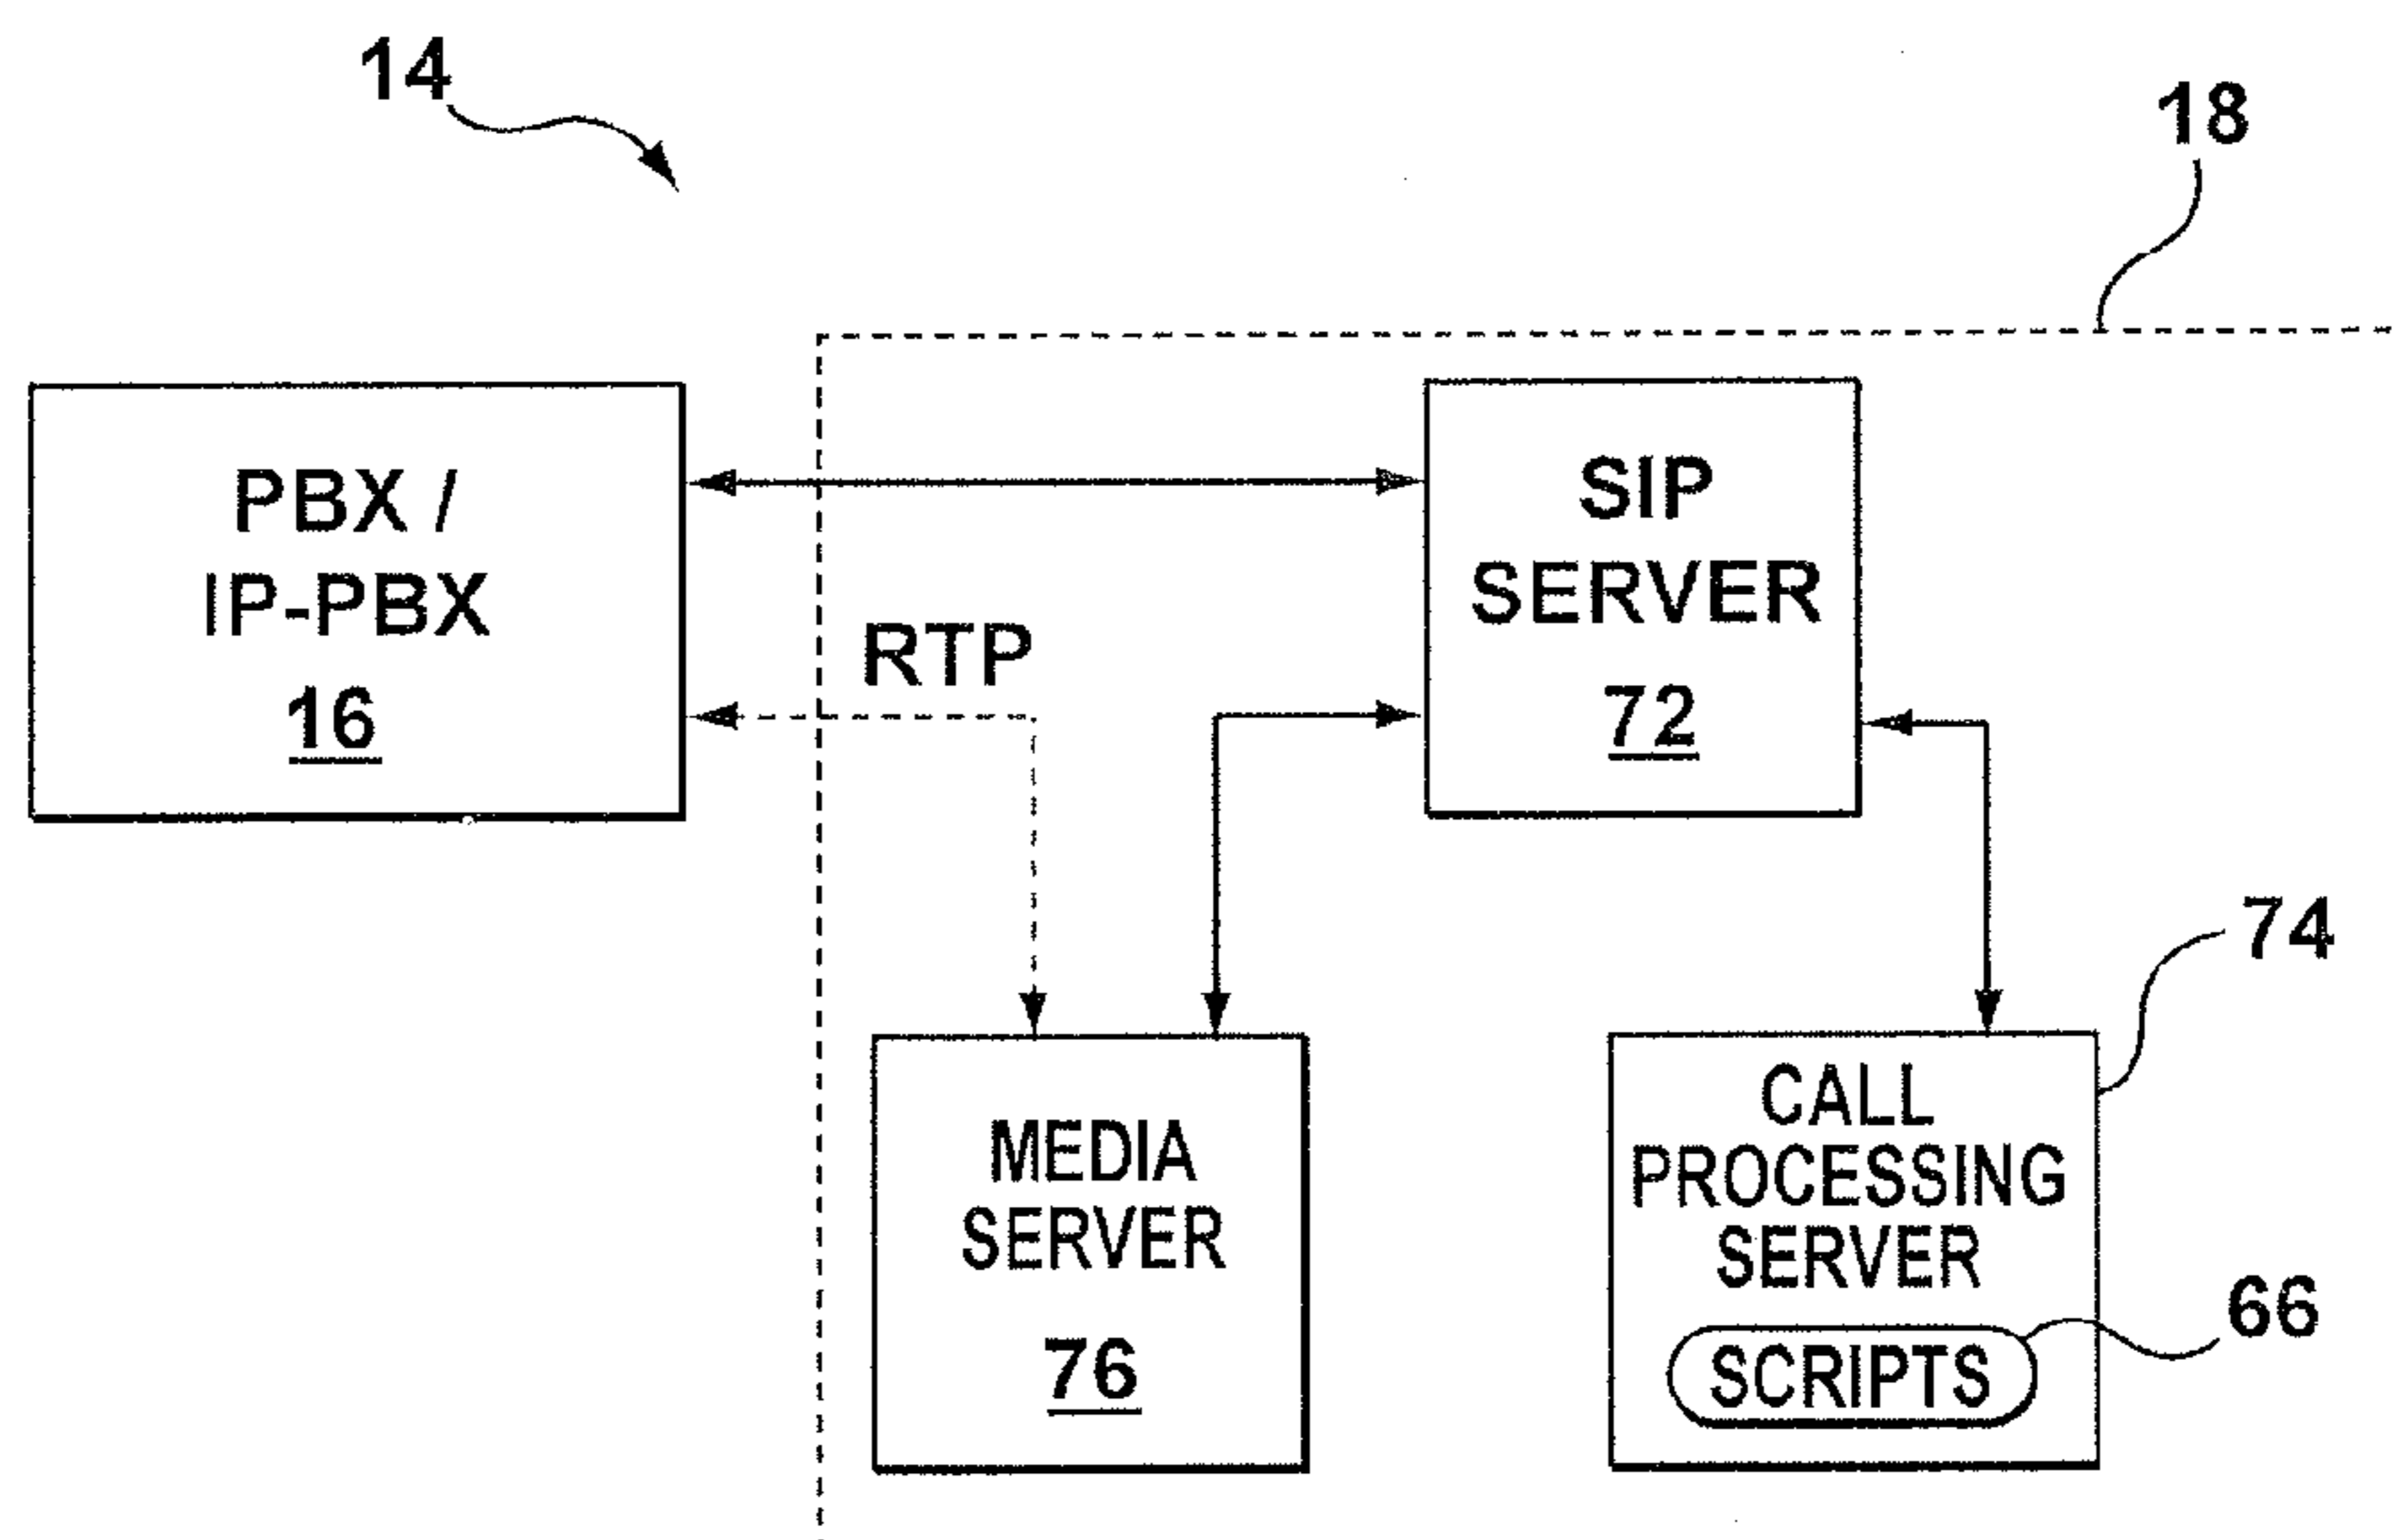 14
18
PBX /
IP-PBX
16
SIP
SERVER
72
RTP
74
MEDIA
SERVER
76
CALL
PROCESSING
SERVER
66
SCRIPTS